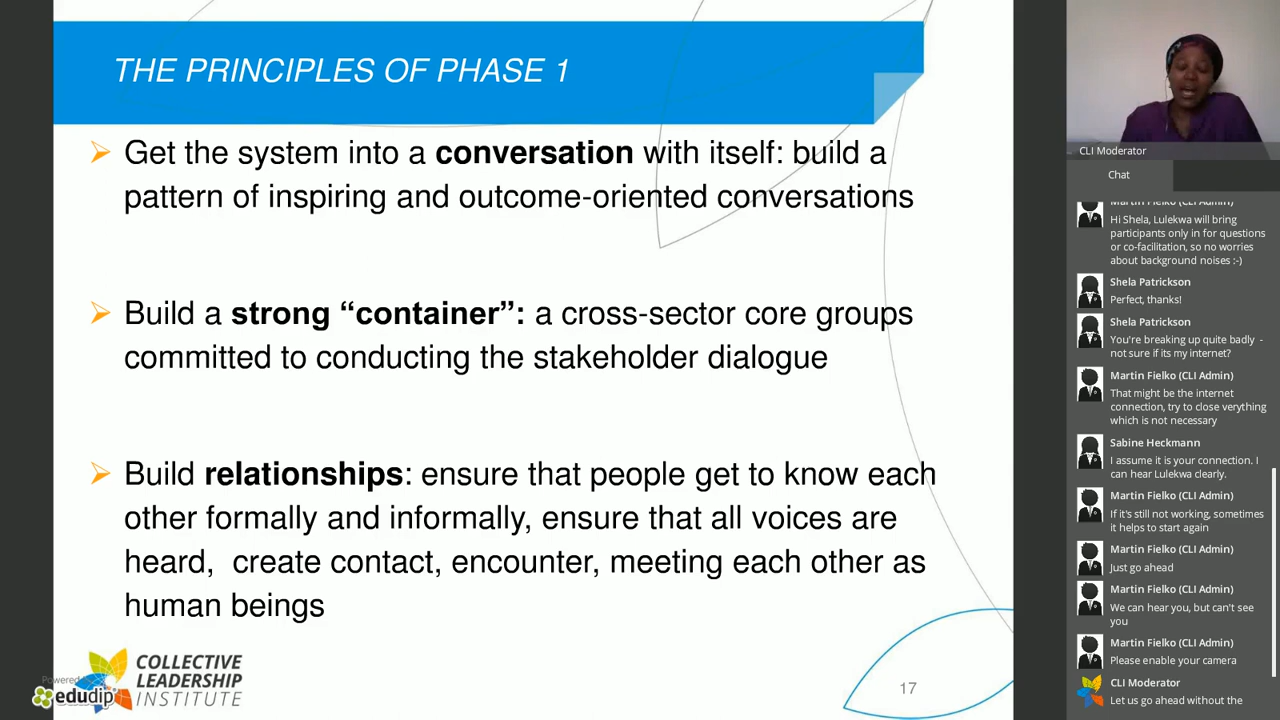 THE PRINCIPLES OF PHASE 1
Get the system into a conversation with itself: build a
pattern of inspiring and outcome-oriented conversations
Build a strong “container”: a cross-sector core groups
committed to conducting the stakeholder dialogue
Build relationships: ensure that people get to know each
other formally and informally, ensure that all voices are
heard, create contact, encounter, meeting each other as
human beings
COLLECTIVE
LEADERSHIP
INSTITUTE
Powered by
edudip
17
CLI Moderator
Chat
Martin Fielko (CLI Admin)
Hi Shela, Lulekwa will bring
participants only in for questions
or co-facilitation, so no worries
about background noises :-)
Shela Patrickson
Perfect, thanks!
Shela Patrickson
You're breaking up quite badly -
not sure if its my internet?
Martin Fielko (CLI Admin)
That might be the internet
connection, try to close verything
which is not necessary
Sabine Heckmann
I assume it is your connection. I
can hear Lulekwa clearly.
Martin Fielko (CLI Admin)
If it's still not working, sometimes
it helps to start again
Martin Fielko (CLI Admin)
Just go ahead
Martin Fielko (CLI Admin)
We can hear you, but can't see
you
Martin Fielko (CLI Admin)
Please enable your camera
CLI Moderator
Let us go ahead without the